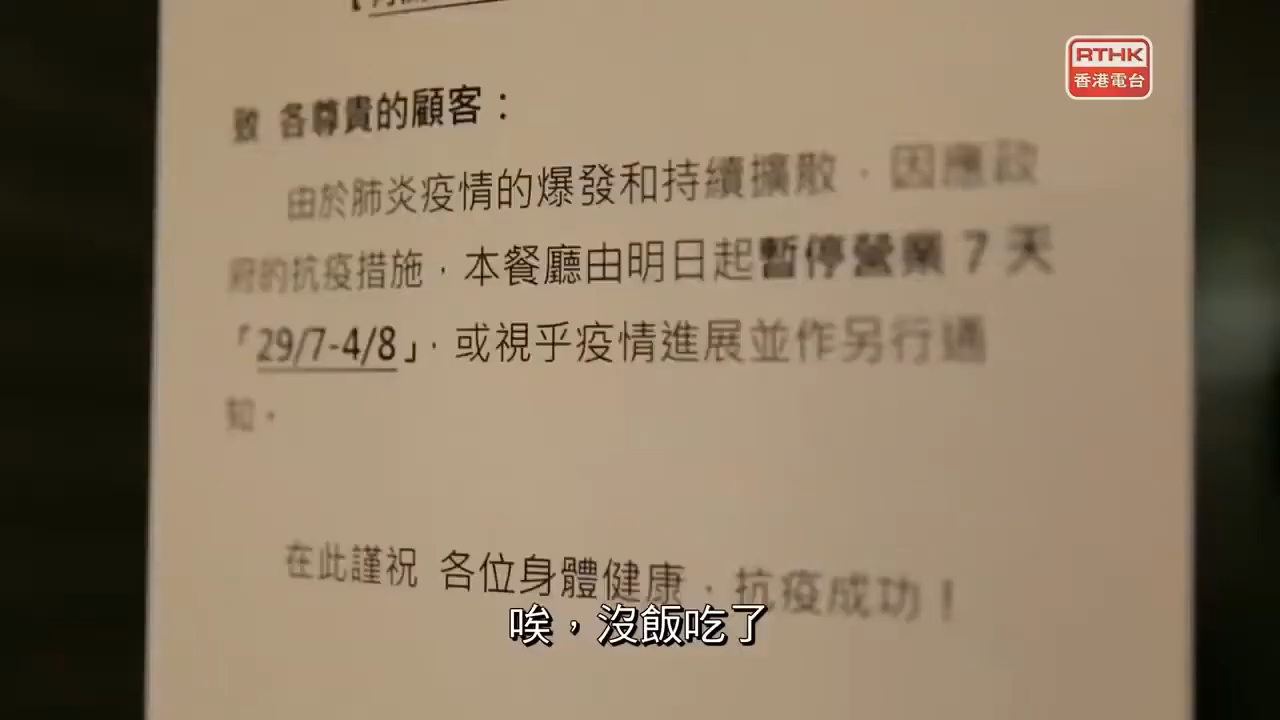 RTHK
香港電台
致 各尊貴的顧客：
由於肺炎疫情的爆發和持續擴散，因應政
府的抗疫措施，本餐廳由明日起暫停營業 7 天
「29/7-4/8」，或視乎疫情進展並作另行通
知。
在此謹祝 各位身體健康，抗疫成功！
唉，沒飯吃了